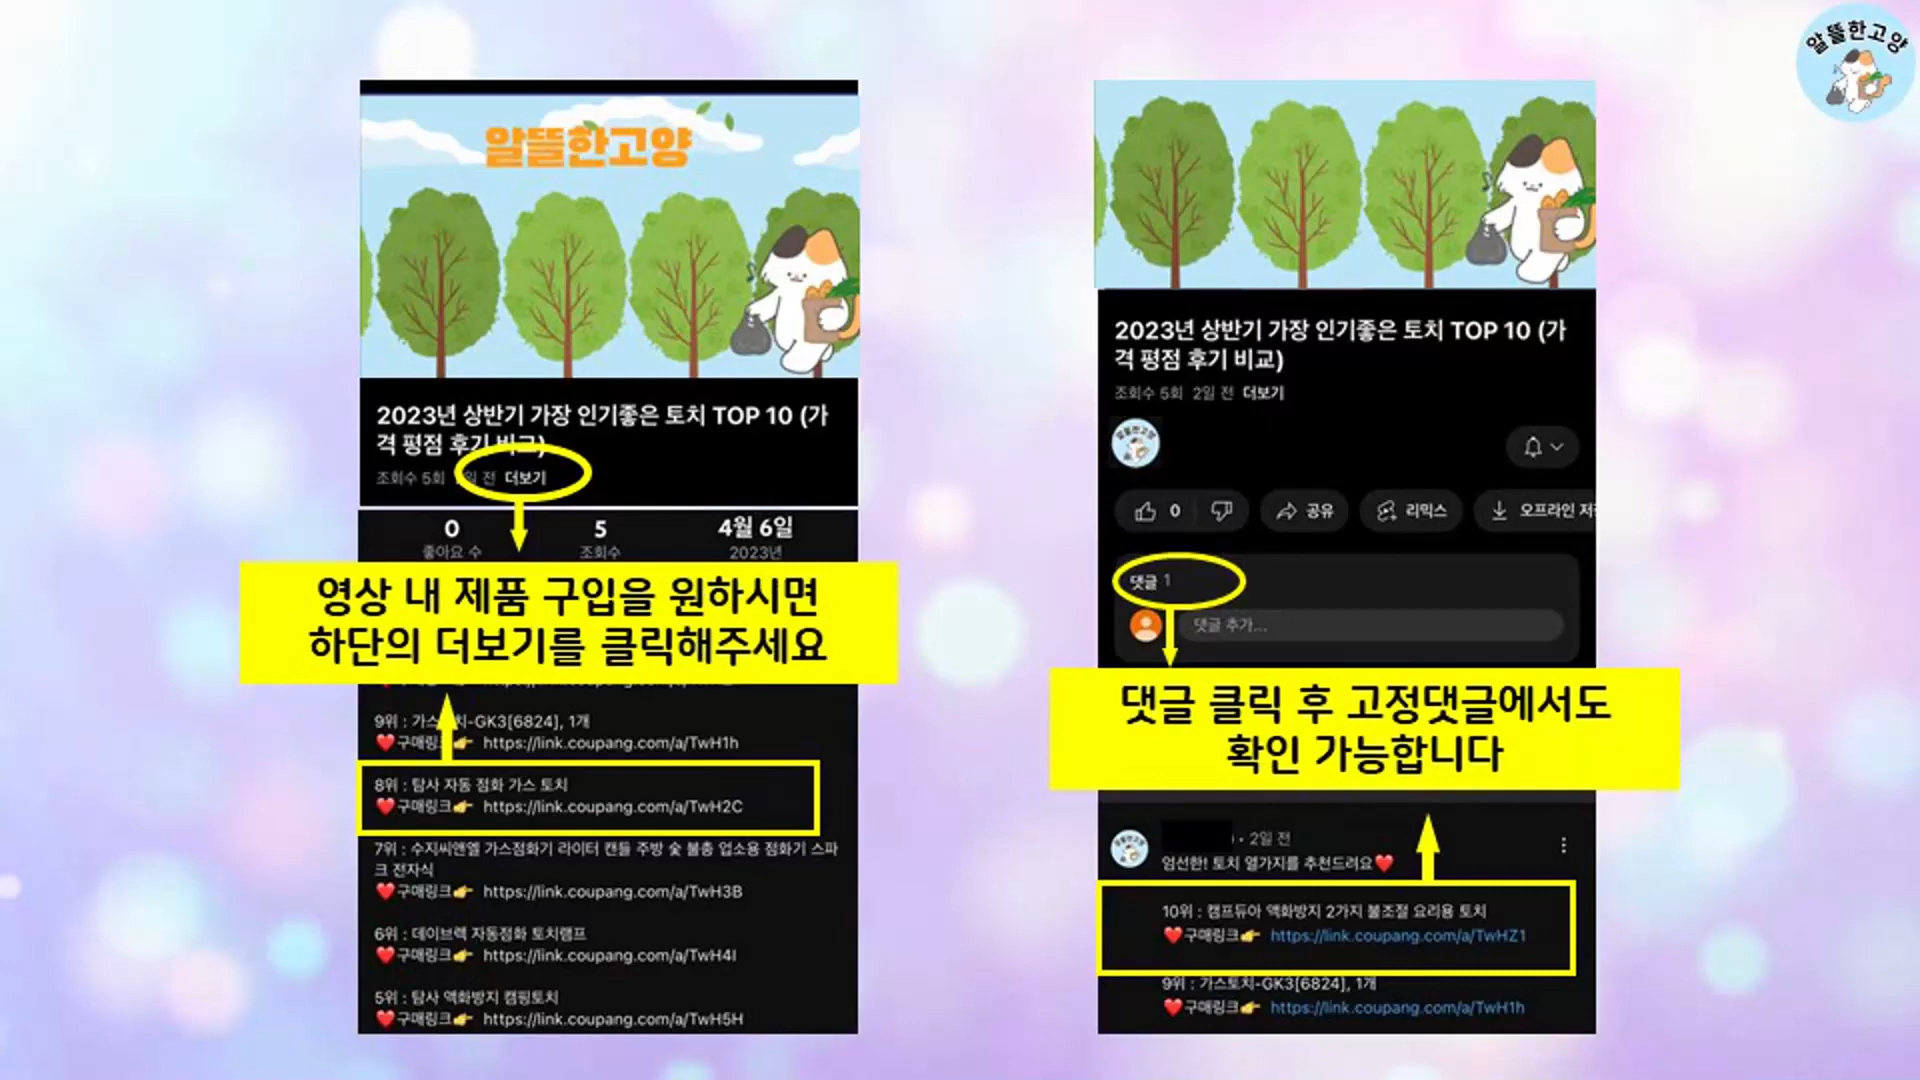 알뜰한고양
알뜰한고양
2023년 상반기 가장 인기좋은 토치 TOP 10 (가
격 평점 후기 비교)
조회수 5회 일 전 더보기
0 5 4월 6일
좋아요 수 조회수 2023년
영상 내 제품 구입을 원하시면
하단의 더보기를 클릭해주세요
9위 : 가스토치-GK3[6824], 1개
❤️구매링크👉 https://link.coupang.com/a/TwH1h
8위 : 탐사 자동 점화 가스 토치
❤️구매링크👉 https://link.coupang.com/a/TwH2C
7위 : 수지씨앤엘 가스점화기 라이터 캔들 주방 숯 불총 업소용 점화기 스파
크 전자식
❤️구매링크👉 https://link.coupang.com/a/TwH3B
6위 : 데이브렉 자동점화 토치램프
❤️구매링크👉 https://link.coupang.com/a/TwH4I
5위 : 탐사 액화방지 캠핑토치
❤️구매링크👉 https://link.coupang.com/a/TwH5H
2023년 상반기 가장 인기좋은 토치 TOP 10 (가
격 평점 후기 비교)
조회수 5회 2일 전 더보기
알뜰한고양
0 공유 리믹스 오프라인 저
댓글 1
댓글 추가...
댓글 클릭 후 고정댓글에서도
확인 가능합니다
• 2일 전
엄선한! 토치 열가지를 추천드려요❤️
10위 : 캠프듀아 액화방지 2가지 불조절 요리용 토치
❤️구매링크👉 https://link.coupang.com/a/TwHZ1
9위 : 가스토치-GK3[6824], 1개
❤️구매링크👉 https://link.coupang.com/a/TwH1h